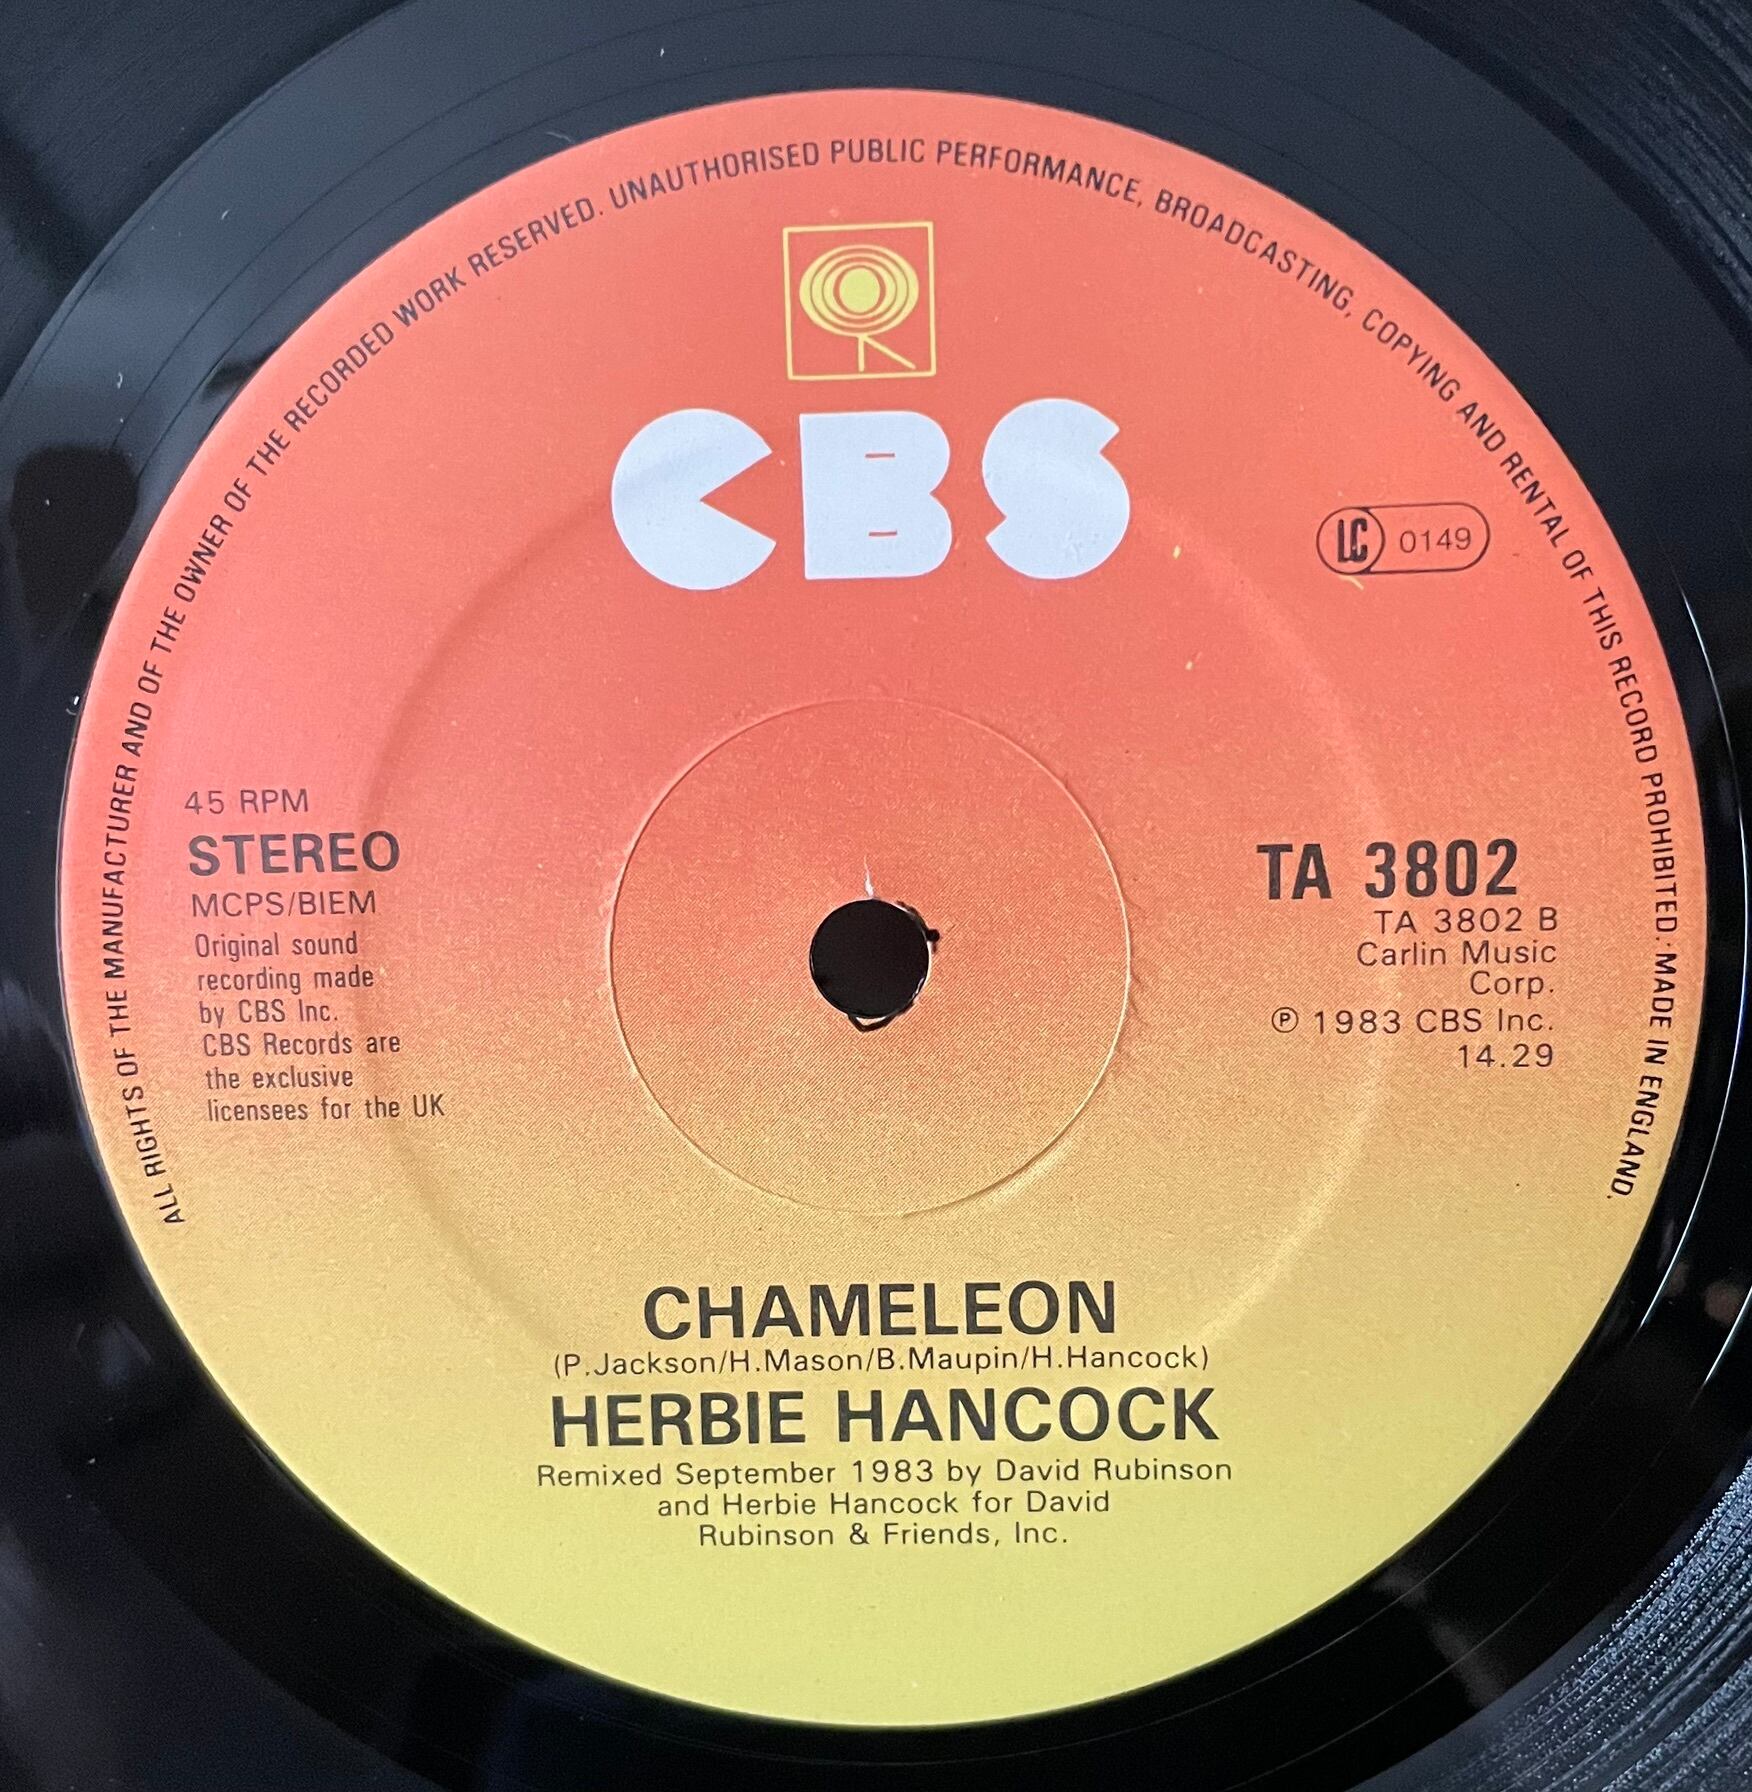 ALL RIGHTS OF THE MANUFACTURER AND OF THE OWNER OF THE RECORDED WORK RESERVED. UNAUTHORISED PUBLIC PERFORMANCE, BROADCASTING, COPYING AND RENTAL OF THIS RECORD PROHIBITED. MADE IN ENGLAND.
CBS
LC 0149
45 RPM
STEREO
MCPS/BIEM
Original sound
recording made
by CBS Inc.
CBS Records are
the exclusive
licensees for the UK
TA 3802
TA 3802 B
Carlin Music
Corp.
℗ 1983 CBS Inc.
14.29
CHAMELEON
(P.Jackson/H.Mason/B.Maupin/H.Hancock)
HERBIE HANCOCK
Remixed September 1983 by David Rubinson
and Herbie Hancock for David
Rubinson & Friends, Inc.